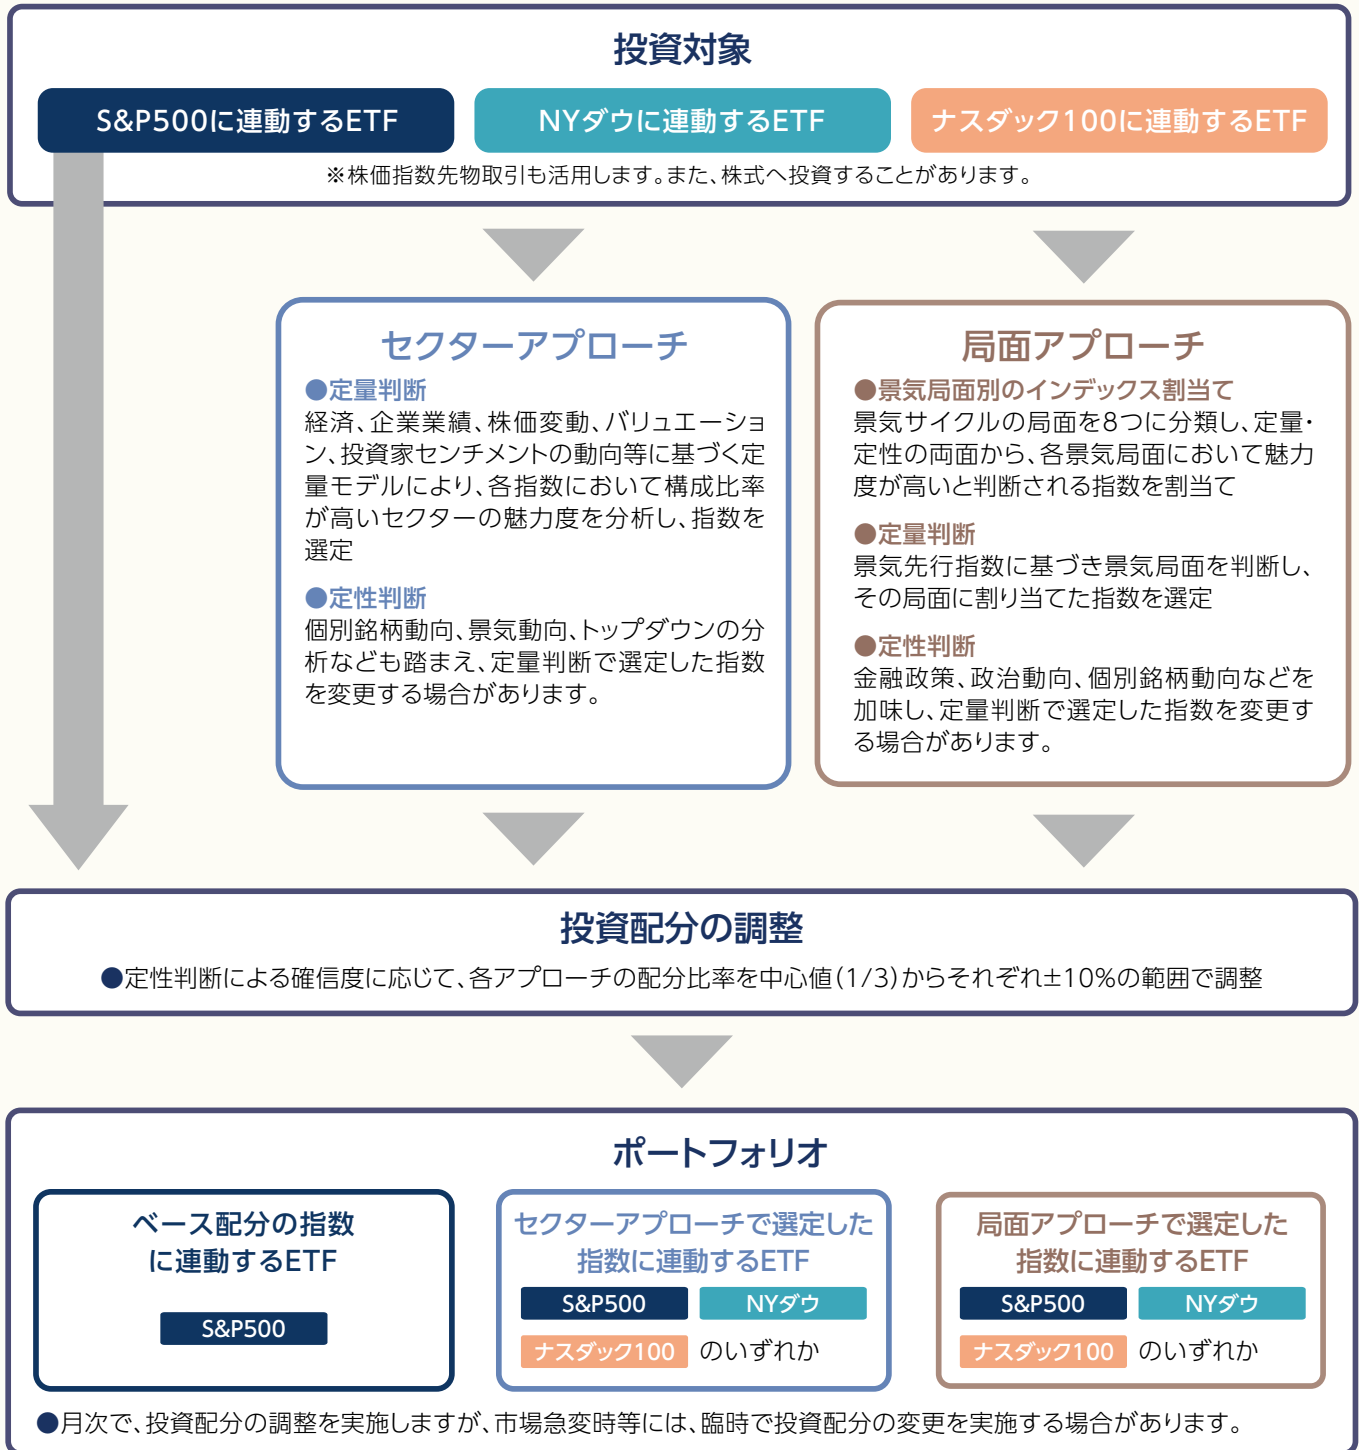 投資対象
S&P500に連動するETF
NYダウに連動するETF
ナスダック100に連動するETF
※株価指数先物取引も活用します。また、株式へ投資することがあります。
セクターアプローチ
●定量判断
経済、企業業績、株価変動、バリュエーショ
ン、投資家センチメントの動向等に基づく定
量モデルにより、各指数において構成比率
が高いセクターの魅力度を分析し、指数を
選定
●定性判断
個別銘柄動向、景気動向、トップダウンの分
析なども踏まえ、定量判断で選定した指数
を変更する場合があります。
局面アプローチ
●景気局面別のインデックス割当て
景気サイクルの局面を8つに分類し、定量・
定性の両面から、各景気局面において魅力
度が高いと判断される指数を割当て
●定量判断
景気先行指数に基づき景気局面を判断し、
その局面に割り当てた指数を選定
●定性判断
金融政策、政治動向、個別銘柄動向などを
加味し、定量判断で選定した指数を変更す
る場合があります。
投資配分の調整
●定性判断による確信度に応じて、各アプローチの配分比率を中心値(1/3)からそれぞれ±10%の範囲で調整
ポートフォリオ
ベース配分の指数
に連動するETF
S&P500
セクターアプローチで選定した
指数に連動するETF
S&P500 NYダウ
ナスダック100 のいずれか
局面アプローチで選定した
指数に連動するETF
S&P500 NYダウ
ナスダック100 のいずれか
●月次で、投資配分の調整を実施しますが、市場急変時等には、臨時で投資配分の変更を実施する場合があります。